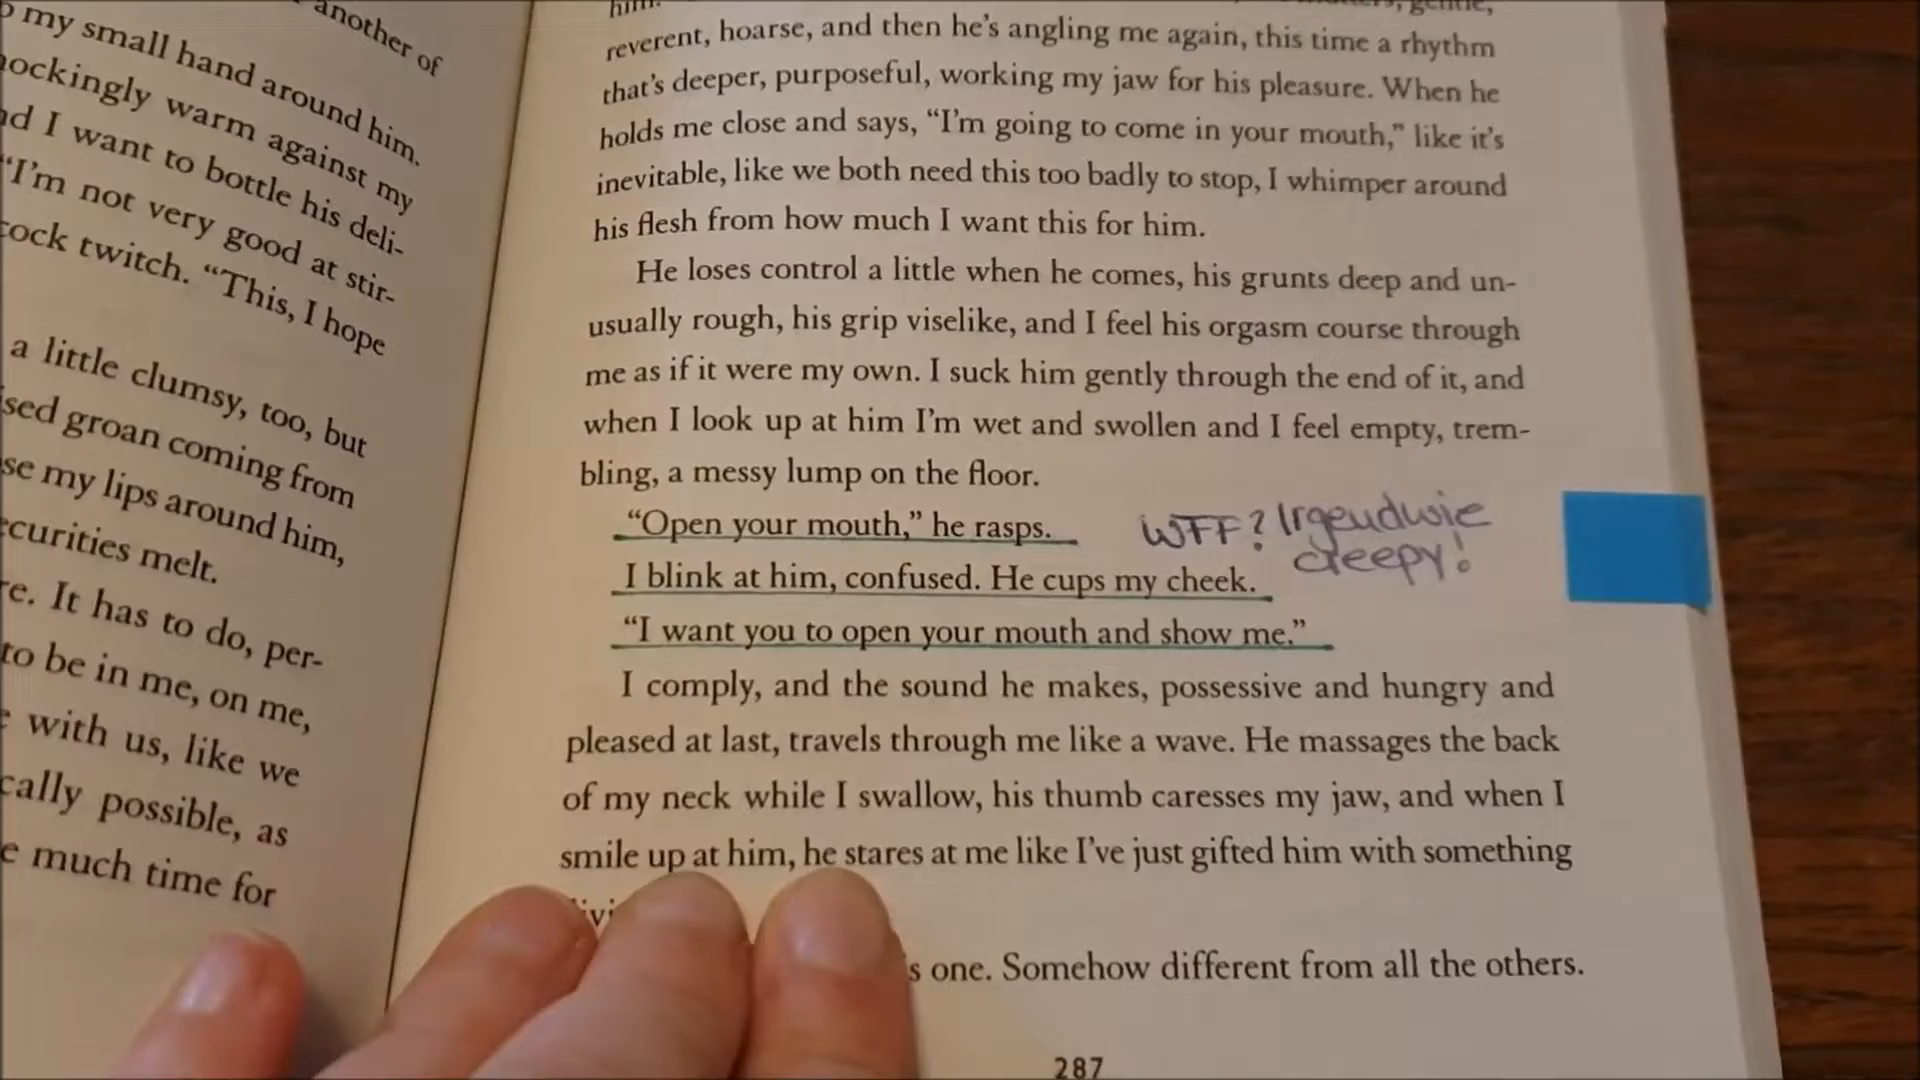 another of
my small hand around him.
ockingly warm against my
d I want to bottle his deli-
"I'm not very good at stir-
cock twitch. "This, I hope
a little clumsy, too, but
sed groan coming from
se my lips around him,
ecurities melt.
re. It has to do, per-
to be in me, on me,
with us, like we
cally possible, as
e much time for
him.
reverent, hoarse, and then he's angling me again, this time a rhythm
that's deeper, purposeful, working my jaw for his pleasure. When he
holds me close and says, "I'm going to come in your mouth," like it's
inevitable, like we both need this too badly to stop, I whimper around
his flesh from how much I want this for him.
He loses control a little when he comes, his grunts deep and un-
usually rough, his grip viselike, and I feel his orgasm course through
me as if it were my own. I suck him gently through the end of it, and
when I look up at him I'm wet and swollen and I feel empty, trem-
bling, a messy lump on the floor.
"Open your mouth," he rasps.
WTF? Irgendwie
creepy!
I blink at him, confused. He cups my cheek.
"I want you to open your mouth and show me."
I comply, and the sound he makes, possessive and hungry and
pleased at last, travels through me like a wave. He massages the back
of my neck while I swallow, his thumb caresses my jaw, and when I
smile up at him, he stares at me like I've just gifted him with something
s one. Somehow different from all the others.
287